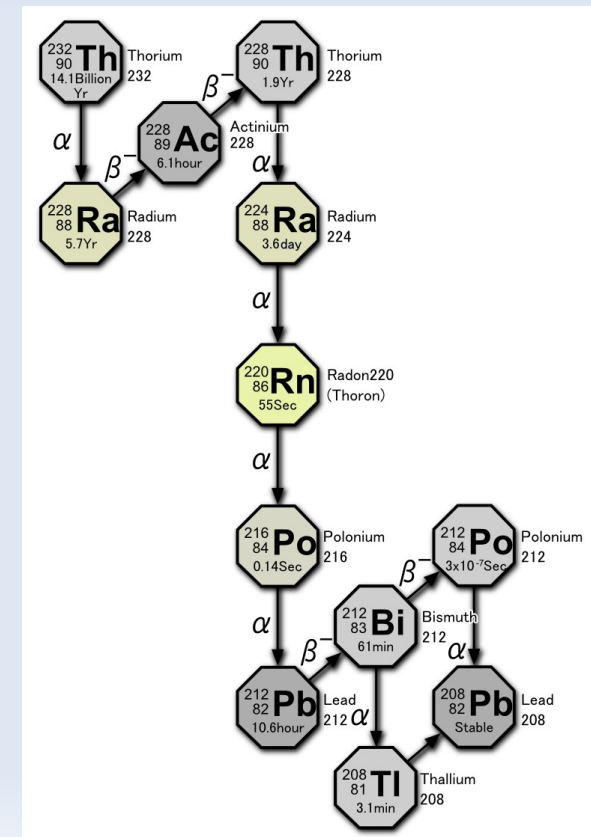 232
90 Th
14.1Billion
Yr
Thorium
232
α
228
88 Ra
5.7Yr
Radium
228
β⁻
228
89 Ac
6.1hour
Actinium
228
β⁻
228
90 Th
1.9Yr
Thorium
228
α
224
88 Ra
3.6day
Radium
224
α
220
86 Rn
55Sec
Radon220
(Thoron)
α
216
84 Po
0.14Sec
Polonium
216
α
212
82 Pb
10.6hour
Lead
212
β⁻
212
83 Bi
61min
Bismuth
212
β⁻
212
84 Po
3x10⁻⁷Sec
Polonium
212
α
208
82 Pb
Stable
Lead
208
α
208
81 Tl
3.1min
Thallium
208